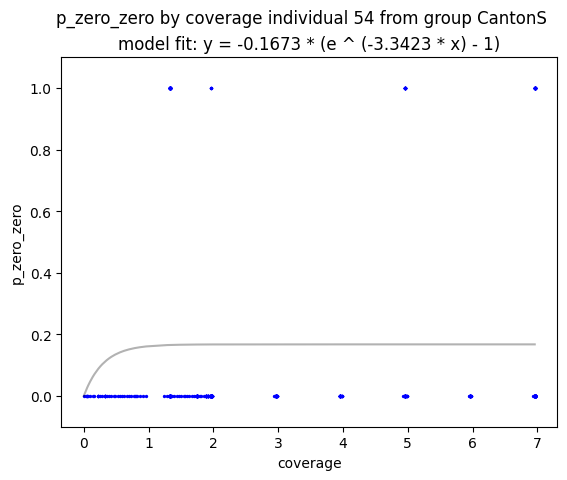 p_zero_zero by coverage individual 54 from group CantonS
model fit: y = -0.1673 * (e ^ (-3.3423 * x) - 1)
1.0
0.8
0.6
0.4
0.2
0.0
p_zero_zero
0 1 2 3 4 5 6 7
coverage